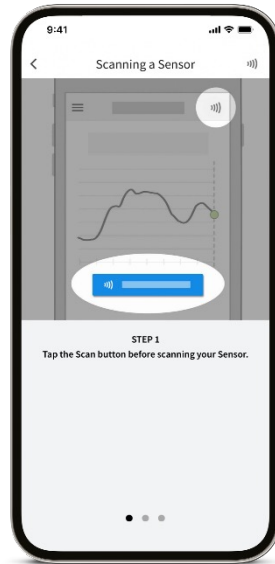 9:41
Scanning a Sensor
STEP 1
Tap the Scan button before scanning your Sensor.